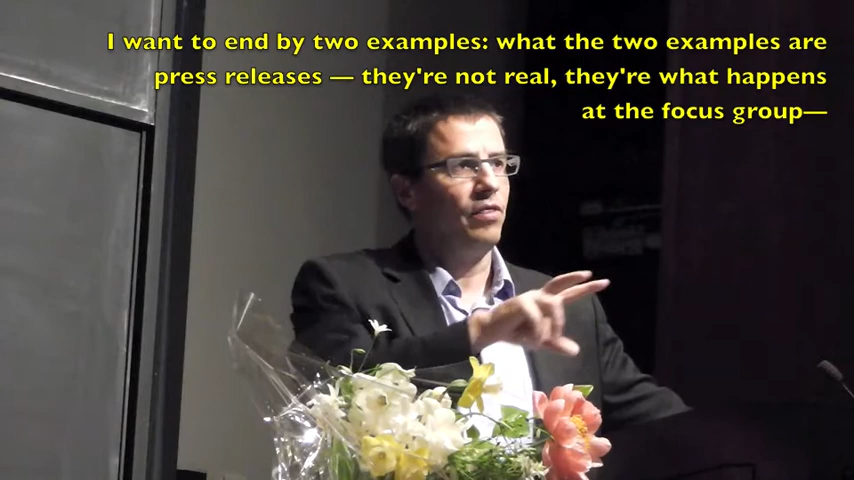 I want to end by two examples: what the two examples are
press releases — they're not real, they're what happens
at the focus group—